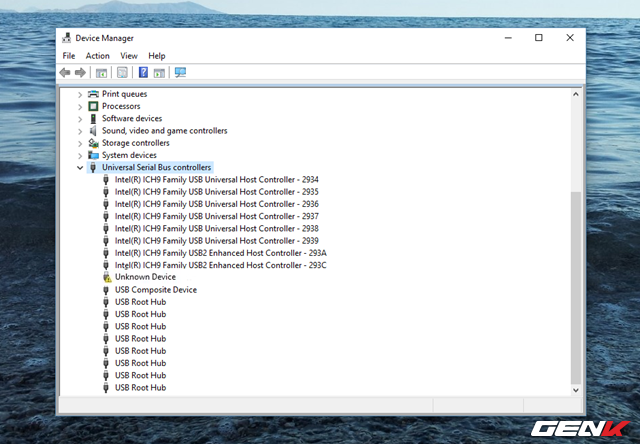 Device Manager
File Action View Help
Print queues
Processors
Software devices
Sound, video and game controllers
Storage controllers
System devices
Universal Serial Bus controllers
Intel(R) ICH9 Family USB Universal Host Controller - 2934
Intel(R) ICH9 Family USB Universal Host Controller - 2935
Intel(R) ICH9 Family USB Universal Host Controller - 2936
Intel(R) ICH9 Family USB Universal Host Controller - 2937
Intel(R) ICH9 Family USB Universal Host Controller - 2938
Intel(R) ICH9 Family USB Universal Host Controller - 2939
Intel(R) ICH9 Family USB2 Enhanced Host Controller - 293A
Intel(R) ICH9 Family USB2 Enhanced Host Controller - 293C
Unknown Device
USB Composite Device
USB Root Hub
USB Root Hub
USB Root Hub
USB Root Hub
USB Root Hub
USB Root Hub
USB Root Hub
USB Root Hub
GENK